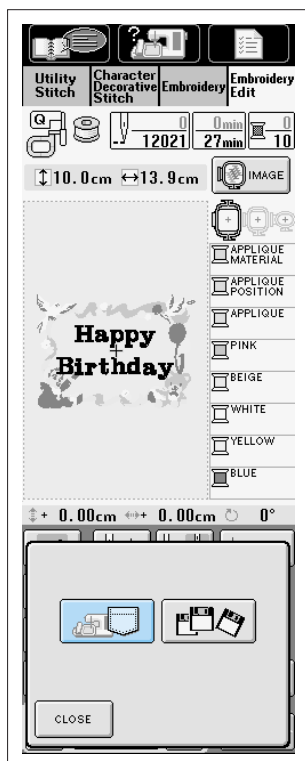 Utility Stitch
Character Decorative Stitch
Embroidery
Embroidery Edit
Q
0
12021
0min
27min
0
10
10.0cm
13.9cm
IMAGE
APPLIQUE MATERIAL
APPLIQUE POSITION
APPLIQUE
PINK
BEIGE
WHITE
YELLOW
BLUE
Happy
Birthday
+ 0.00cm
+ 0.00cm
0°
CLOSE